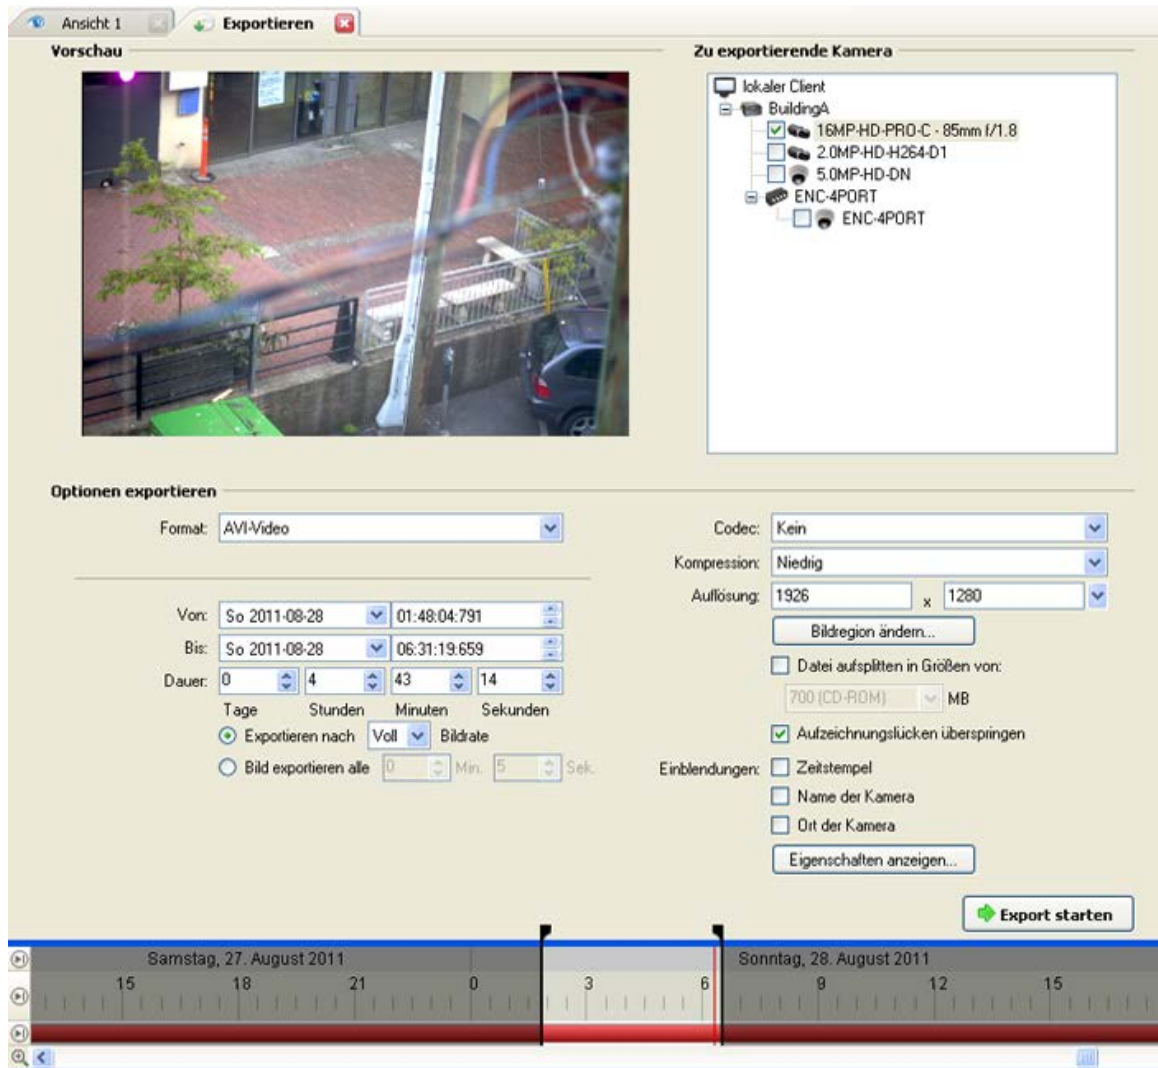 Ansicht 1
Exportieren
Vorschau
Zu exportierende Kamera
lokaler Client
BuildingA
16MP-HD-PRO-C - 85mm f/1.8
2.0MP-HD-H264-D1
5.0MP-HD-DN
ENC-4PORT
ENC-4PORT
Optionen exportieren
Format: AVI-Video
Codec: Kein
Kompression: Niedrig
Auflösung: 1926 x 1280
Bildregion ändern...
Von: So 2011-08-28 01:48:04:791
Bis: So 2011-08-28 06:31:19:659
Dauer: 0 4 43 14
Tage Stunden Minuten Sekunden
Exportieren nach Voll Bildrate
Bild exportieren alle 0 Min. 5 Sek.
Datei aufsplitten in Größen von:
700 (CD-ROM) MB
Aufzeichnungslücken überspringen
Einblendungen: Zeitstempel
Name der Kamera
Ort der Kamera
Eigenschaften anzeigen...
Export starten
Samstag, 27. August 2011 Sonntag, 28. August 2011
15 18 21 0 3 6 9 12 15